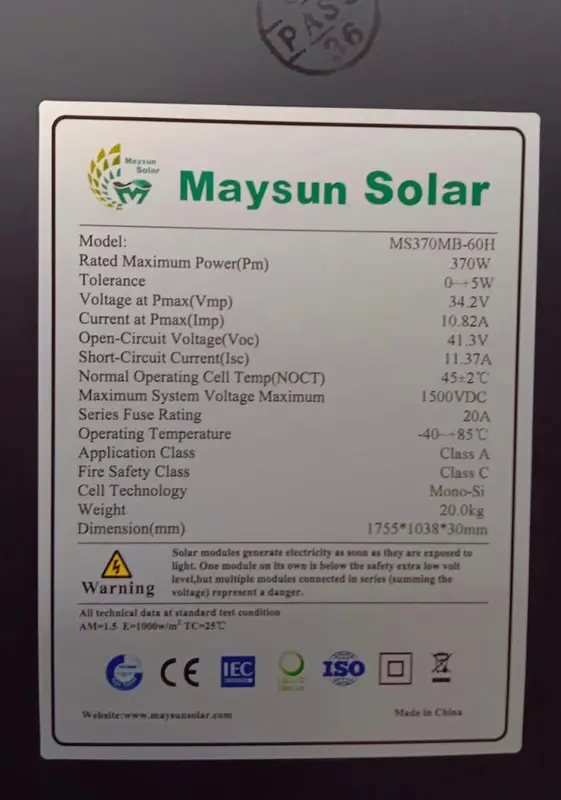 PASS
36
Maysun
Solar
Maysun Solar
Model: MS370MB-60H
Rated Maximum Power(Pm) 370W
Tolerance 0~+5W
Voltage at Pmax(Vmp) 34.2V
Current at Pmax(Imp) 10.82A
Open-Circuit Voltage(Voc) 41.3V
Short-Circuit Current(Isc) 11.37A
Normal Operating Cell Temp(NOCT) 45±2℃
Maximum System Voltage Maximum 1500VDC
Series Fuse Rating 20A
Operating Temperature -40~+85℃
Application Class Class A
Fire Safety Class Class C
Cell Technology Mono-Si
Weight 20.0kg
Dimension(mm) 1755*1038*30mm
Solar modules generate electricity as soon as they are exposed to
light. One module on its own is below the safety extra low volt
level,but multiple modules connected in series (summing the
voltage) represent a danger.
Warning
All technical data at standard test condition
AM=1.5 E=1000w/m² TC=25℃
CE
IEC
ISO
Website:www.maysunsolar.com Made in China